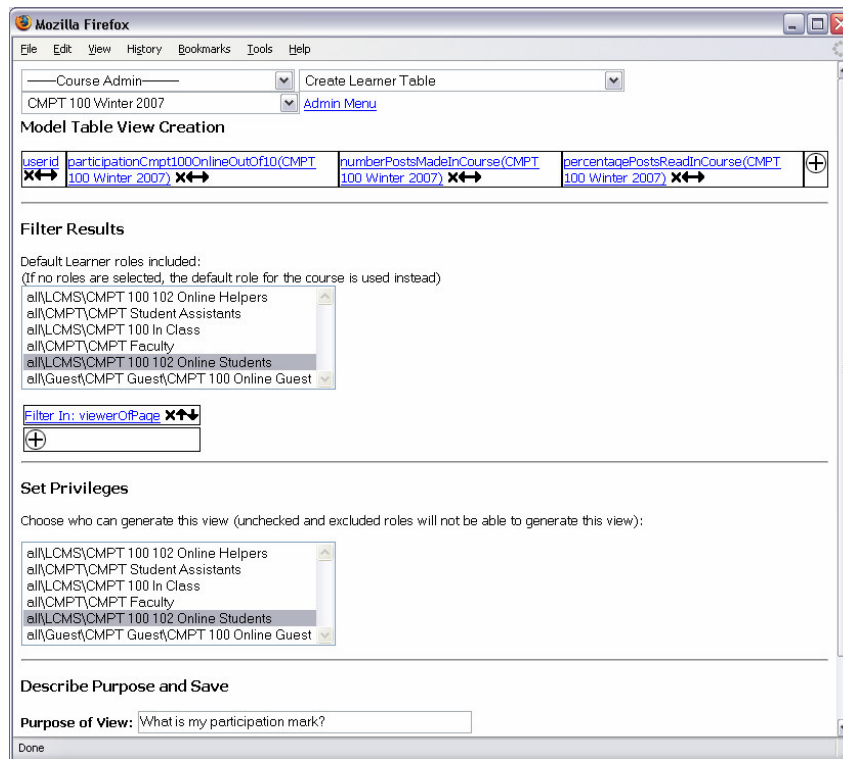 Mozilla Firefox
File Edit View History Bookmarks Tools Help
——Course Admin—— Create Learner Table
CMPT 100 Winter 2007 Admin Menu
Model Table View Creation
userid participationCmpt100OnlineOutOf10(CMPT numberPostsMadeInCourse(CMPT percentagePostsReadInCourse(CMPT
100 Winter 2007) 100 Winter 2007) 100 Winter 2007)
Filter Results
Default Learner roles included:
(If no roles are selected, the default role for the course is used instead)
all\LCMS\CMPT 100 102 Online Helpers
all\CMPT\CMPT Student Assistants
all\LCMS\CMPT 100 In Class
all\CMPT\CMPT Faculty
all\LCMS\CMPT 100 102 Online Students
all\Guest\CMPT Guest\CMPT 100 Online Guest
Filter In: viewerOfPage
Set Privileges
Choose who can generate this view (unchecked and excluded roles will not be able to generate this view):
all\LCMS\CMPT 100 102 Online Helpers
all\CMPT\CMPT Student Assistants
all\LCMS\CMPT 100 In Class
all\CMPT\CMPT Faculty
all\LCMS\CMPT 100 102 Online Students
all\Guest\CMPT Guest\CMPT 100 Online Guest
Describe Purpose and Save
Purpose of View: What is my participation mark?
Done